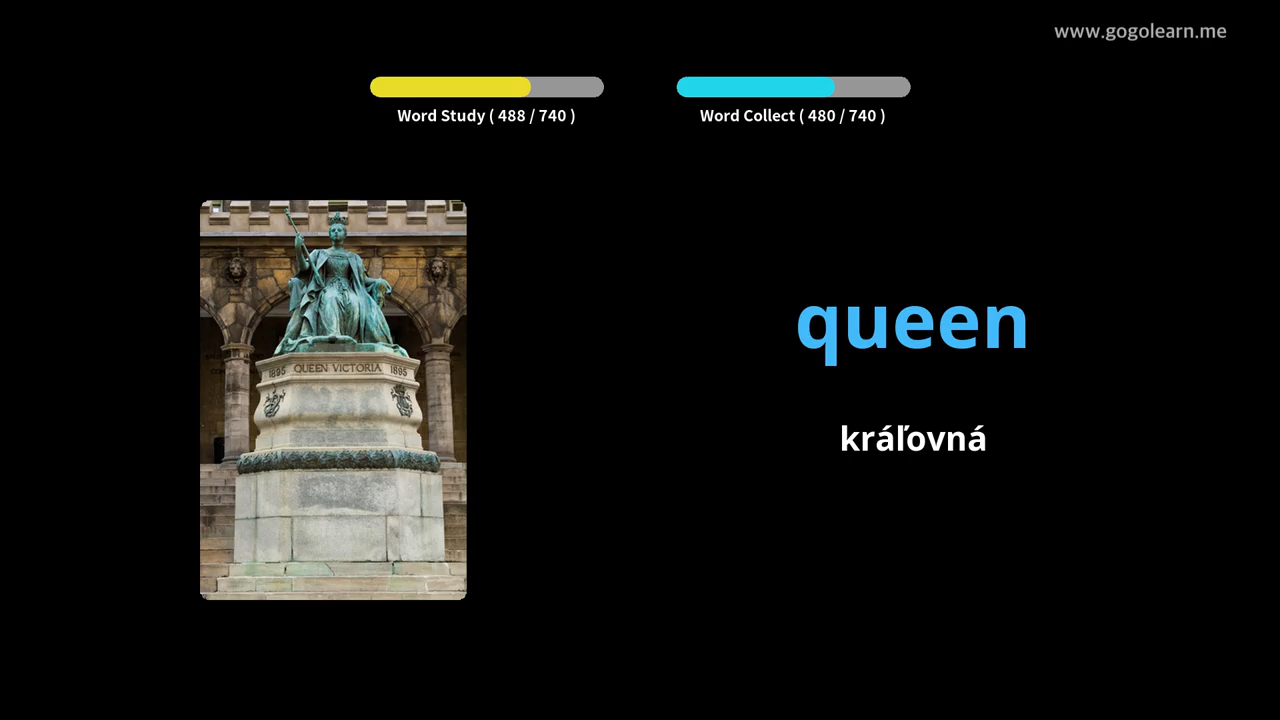 www.gogolearn.me
Word Study ( 488 / 740 )
Word Collect ( 480 / 740 )
1895 QUEEN VICTORIA 1895
queen
kráľovná